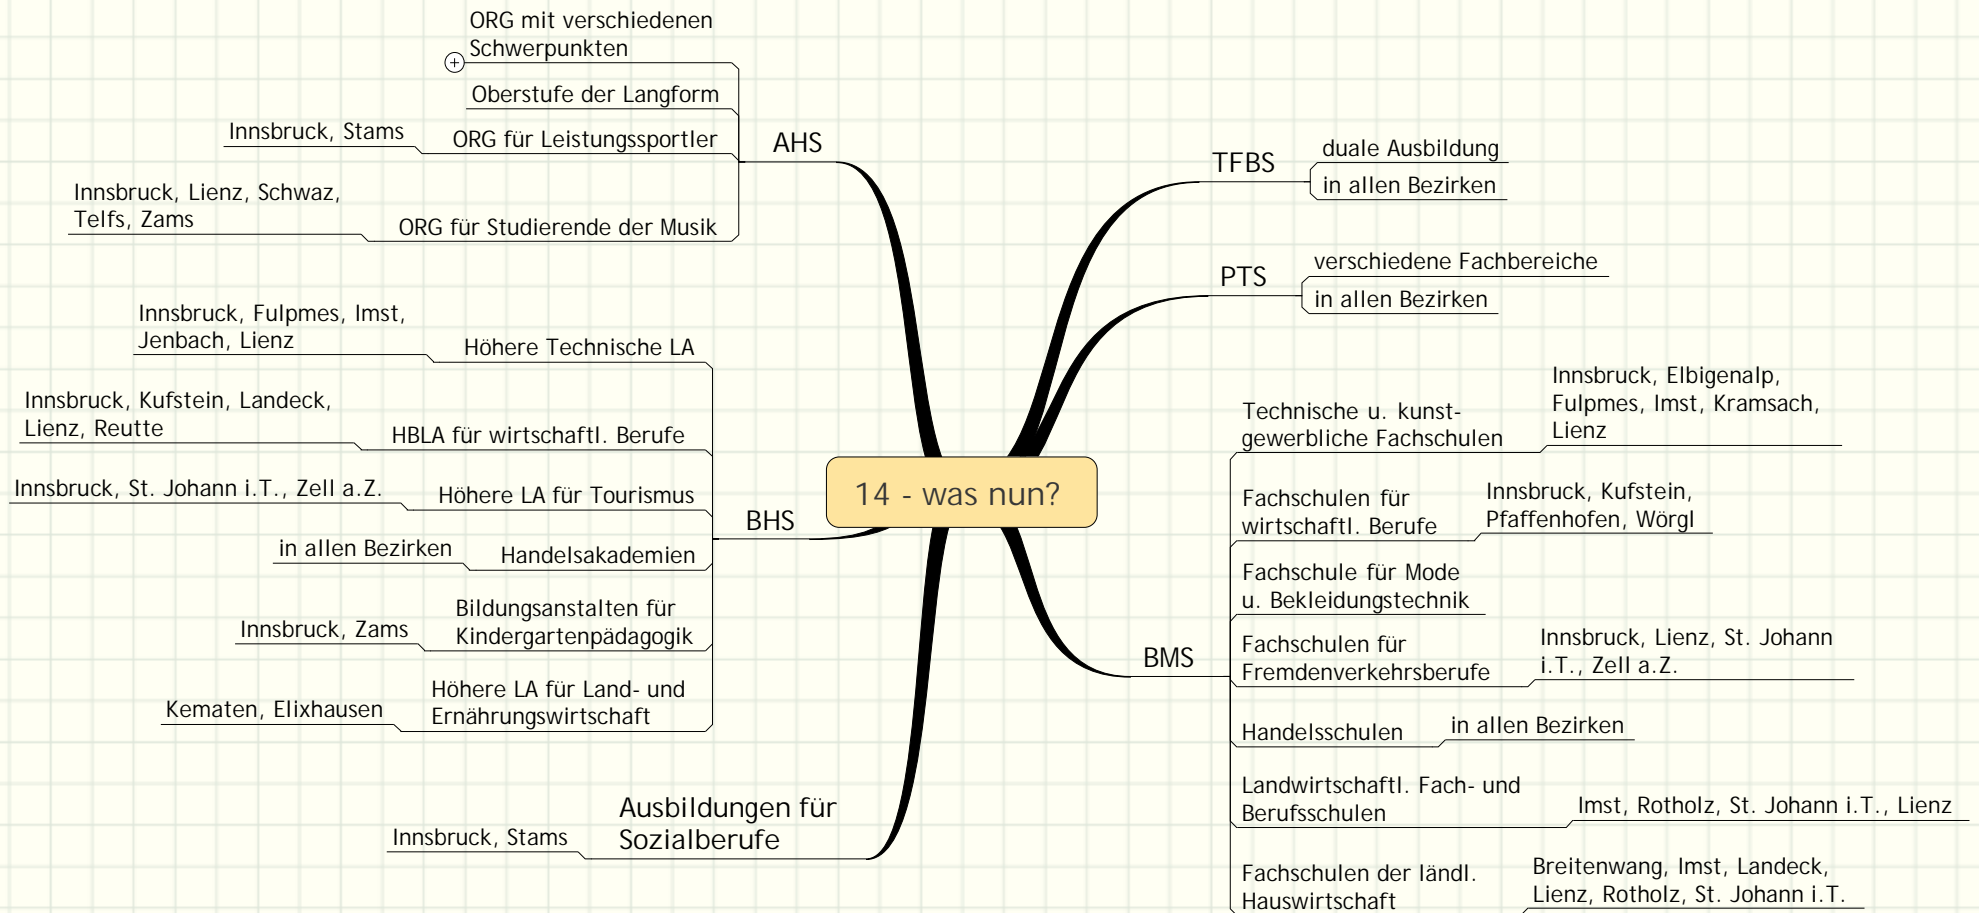 14 - was nun?
AHS
ORG mit verschiedenen
Schwerpunkten
Oberstufe der Langform
ORG für Leistungssportler
Innsbruck, Stams
ORG für Studierende der Musik
Innsbruck, Lienz, Schwaz,
Telfs, Zams
BHS
Höhere Technische LA
Innsbruck, Fulpmes, Imst,
Jenbach, Lienz
HBLA für wirtschaftl. Berufe
Innsbruck, Kufstein, Landeck,
Lienz, Reutte
Höhere LA für Tourismus
Innsbruck, St. Johann i.T., Zell a.Z.
Handelsakademien
in allen Bezirken
Bildungsanstalten für
Kindergartenpädagogik
Innsbruck, Zams
Höhere LA für Land- und
Ernährungswirtschaft
Kematen, Elixhausen
Ausbildungen für
Sozialberufe
Innsbruck, Stams
TFBS
duale Ausbildung
in allen Bezirken
PTS
verschiedene Fachbereiche
in allen Bezirken
BMS
Technische u. kunst-
gewerbliche Fachschulen
Innsbruck, Elbigenalp,
Fulpmes, Imst, Kramsach,
Lienz
Fachschulen für
wirtschaftl. Berufe
Innsbruck, Kufstein,
Pfaffenhofen, Wörgl
Fachschule für Mode
u. Bekleidungstechnik
Fachschulen für
Fremdenverkehrsberufe
Innsbruck, Lienz, St. Johann
i.T., Zell a.Z.
Handelsschulen
in allen Bezirken
Landwirtschaftl. Fach- und
Berufsschulen
Imst, Rotholz, St. Johann i.T., Lienz
Fachschulen der ländl.
Hauswirtschaft
Breitenwang, Imst, Landeck,
Lienz, Rotholz, St. Johann i.T.